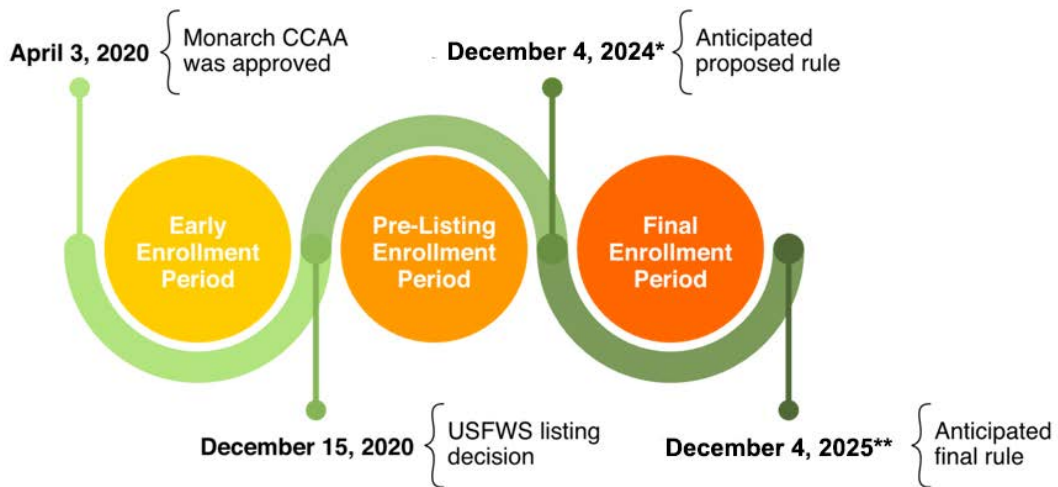 April 3, 2020
Monarch CCAA
was approved
December 4, 2024*
Anticipated
proposed rule
Early
Enrollment
Period
Pre-Listing
Enrollment
Period
Final
Enrollment
Period
December 15, 2020
USFWS listing
decision
December 4, 2025**
Anticipated
final rule